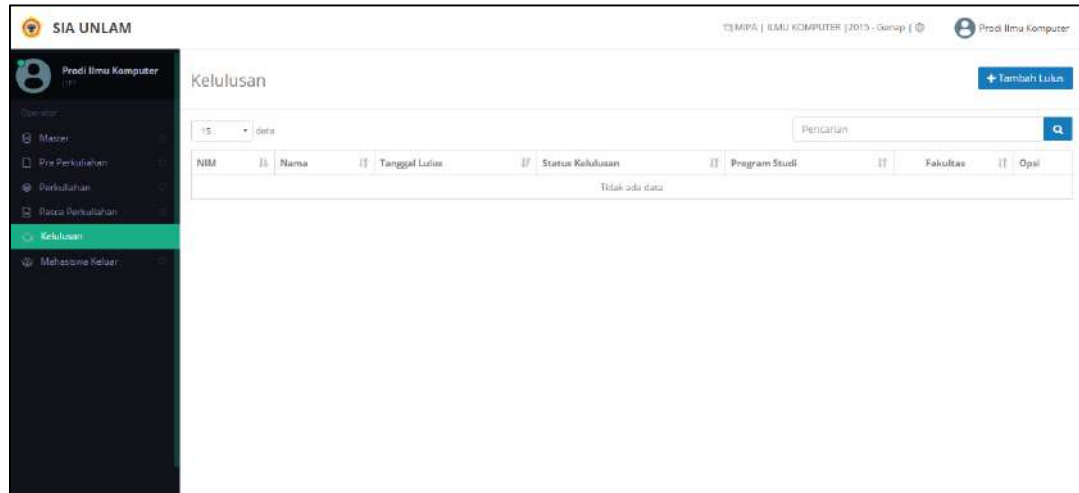 SIA UNLAM
MIPA | ILMU KOMPUTER |2015 - Genap |
Prodi Ilmu Komputer
Prodi Ilmu Komputer
Operator
Master
Pre Perkuliahan
Perkuliahan
Pasca Perkuliahan
Kelulusan
Mahasiswa Keluar
Kelulusan
+ Tambah Lulus
15 data
Pencarian
NIM Nama Tanggal Lulus Status Kelulusan Program Studi Fakultas Opsi
Tidak ada data